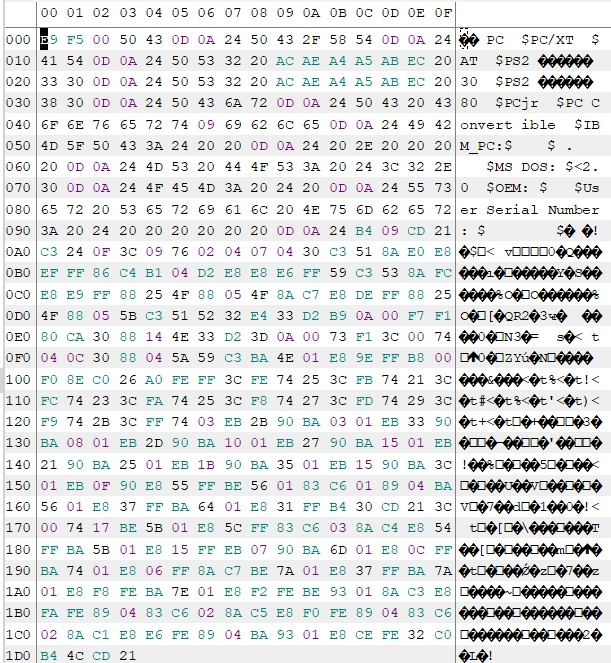 00 01 02 03 04 05 06 07 08 09 0A 0B 0C 0D 0E 0F
000 E9 F5 00 50 43 0D 0A 24 50 43 2F 58 54 0D 0A 24 �� PC $PC/XT $
010 41 54 0D 0A 24 50 53 32 20 AC AE A4 A5 AB EC 20 AT $PS2 ������
020 33 30 0D 0A 24 50 53 32 20 AC AE A4 A5 AB EC 20 30 $PS2 ������
030 38 30 0D 0A 24 50 43 6A 72 0D 0A 24 50 43 20 43 80 $PCjr $PC C
040 6F 6E 76 65 72 74 09 69 62 6C 65 0D 0A 24 49 42 onvert ible $IB
050 4D 5F 50 43 3A 24 20 20 0D 0A 24 20 2E 20 20 20 M_PC:$ $ .
060 20 0D 0A 24 4D 53 20 44 4F 53 3A 20 24 3C 32 2E $MS DOS: $<2.
070 30 0D 0A 24 4F 45 4D 3A 20 24 20 0D 0A 24 55 73 0 $OEM: $ $Us
080 65 72 20 53 65 72 69 61 6C 20 4E 75 6D 62 65 72 er Serial Number
090 3A 20 24 20 20 20 20 20 20 20 0D 0A 24 B4 09 CD 21 : $ $� �!
0A0 C3 24 0F 3C 09 76 02 04 07 04 30 C3 51 8A E0 E8
0B0 EF FF 86 C4 B1 04 D2 E8 E8 E6 FF 59 C3 53 8A FC
0C0 E8 E9 FF 88 25 4F 88 05 4F 8A C7 E8 DE FF 88 25
0D0 4F 88 05 5B C3 51 52 32 E4 33 D2 B9 0A 00 F7 F1
0E0 80 CA 30 88 14 4E 33 D2 3D 0A 00 73 F1 3C 00 74
0F0 04 0C 30 88 04 5A 59 C3 BA 4E 01 E8 9E FF B8 00
100 F0 8E C0 26 A0 FE FF 3C FE 74 25 3C FB 74 21 3C
110 FC 74 23 3C FA 74 25 3C F8 74 27 3C FD 74 29 3C
120 F9 74 2B 3C FF 74 03 EB 2B 90 BA 03 01 EB 33 90
130 BA 08 01 EB 2D 90 BA 10 01 EB 27 90 BA 15 01 EB
140 21 90 BA 25 01 EB 1B 90 BA 35 01 EB 15 90 BA 3C
150 01 EB 0F 90 E8 55 FF BE 56 01 83 C6 01 89 04 BA
160 56 01 E8 37 FF BA 64 01 E8 31 FF B4 30 CD 21 3C
170 00 74 17 BE 5B 01 E8 5C FF 83 C6 03 8A C4 E8 54
180 FF BA 5B 01 E8 15 FF EB 07 90 BA 6D 01 E8 0C FF
190 BA 74 01 E8 06 FF 8A C7 BE 7A 01 E8 37 FF BA 7A
1A0 01 E8 F8 FE BA 7E 01 E8 F2 FE BE 93 01 8A C3 E8
1B0 FA FE 89 04 83 C6 02 8A C5 E8 F0 FE 89 04 83 C6
1C0 02 8A C1 E8 E6 FE 89 04 BA 93 01 E8 CE FE 32 C0
1D0 B4 4C CD 21 �L�!